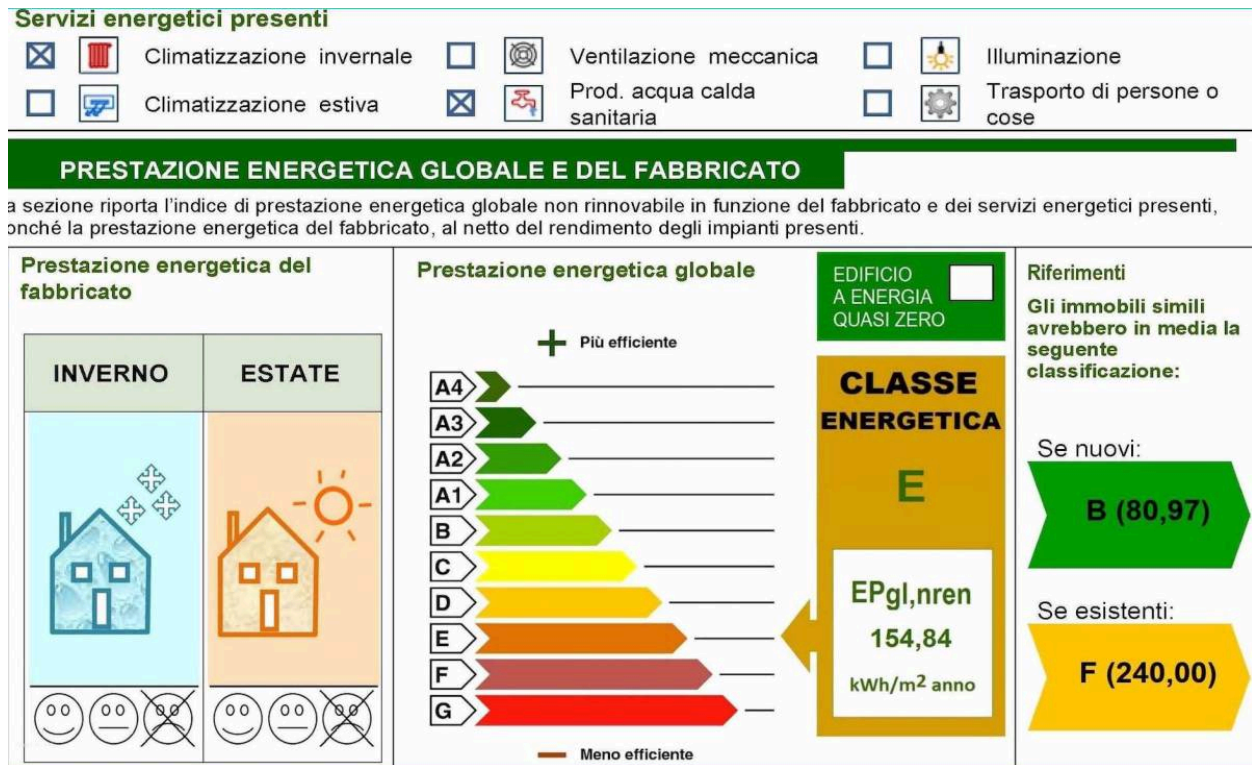 Servizi energetici presenti
Climatizzazione invernale
Ventilazione meccanica
Illuminazione
Climatizzazione estiva
Prod. acqua calda
sanitaria
Trasporto di persone o
cose
PRESTAZIONE ENERGETICA GLOBALE E DEL FABBRICATO
a sezione riporta l'indice di prestazione energetica globale non rinnovabile in funzione del fabbricato e dei servizi energetici presenti,
onché la prestazione energetica del fabbricato, al netto del rendimento degli impianti presenti.
Prestazione energetica del
fabbricato
INVERNO
ESTATE
Prestazione energetica globale
Più efficiente
A4
A3
A2
A1
B
C
D
E
F
G
Meno efficiente
EDIFICIO
A ENERGIA
QUASI ZERO
CLASSE
ENERGETICA
E
EPgl,nren
154,84
kWh/m² anno
Riferimenti
Gli immobili simili
avrebbero in media la
seguente
classificazione:
Se nuovi:
B (80,97)
Se esistenti:
F (240,00)